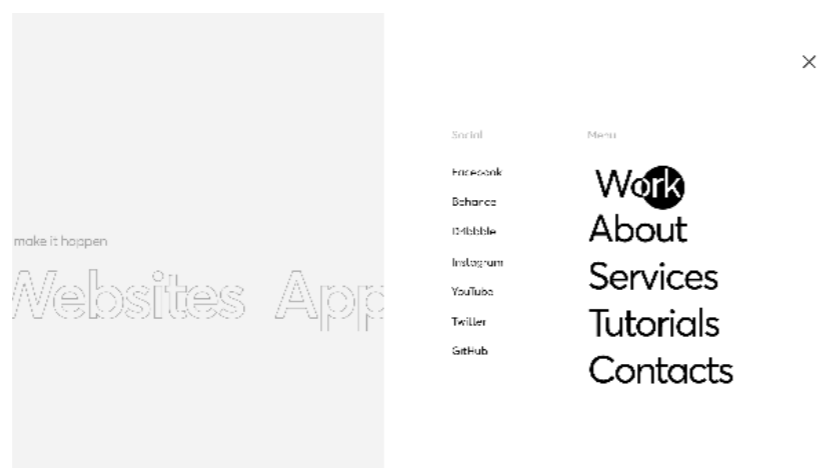 make it happen
Websites App
Social
Facebook
Behance
Dribbble
Instagram
YouTube
Twitter
GitHub
Menu
Work
About
Services
Tutorials
Contacts